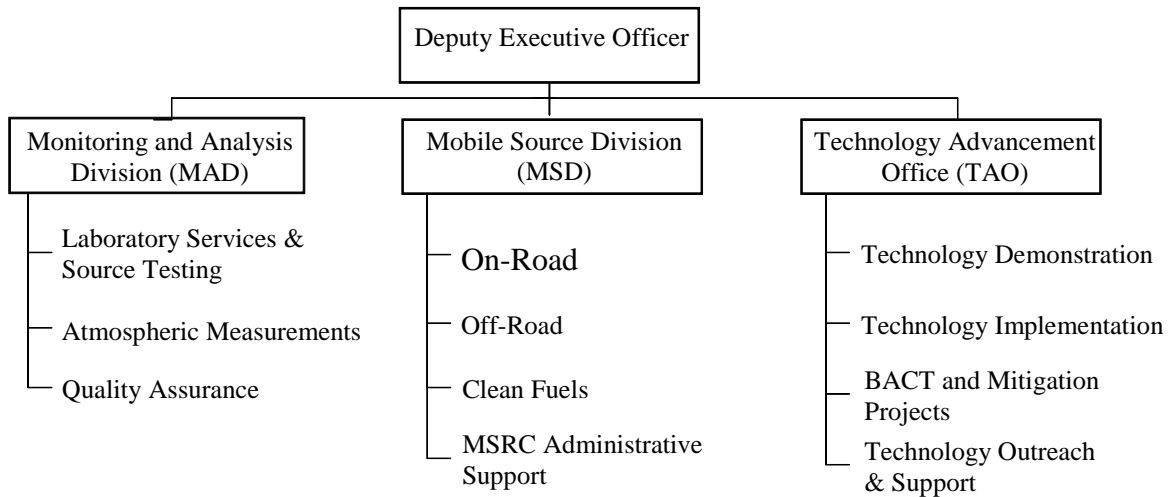 Deputy Executive Officer
Monitoring and Analysis
Division (MAD)
Laboratory Services &
Source Testing
Atmospheric Measurements
Quality Assurance
Mobile Source Division
(MSD)
On-Road
Off-Road
Clean Fuels
MSRC Administrative
Support
Technology Advancement
Office (TAO)
Technology Demonstration
Technology Implementation
BACT and Mitigation
Projects
Technology Outreach
& Support